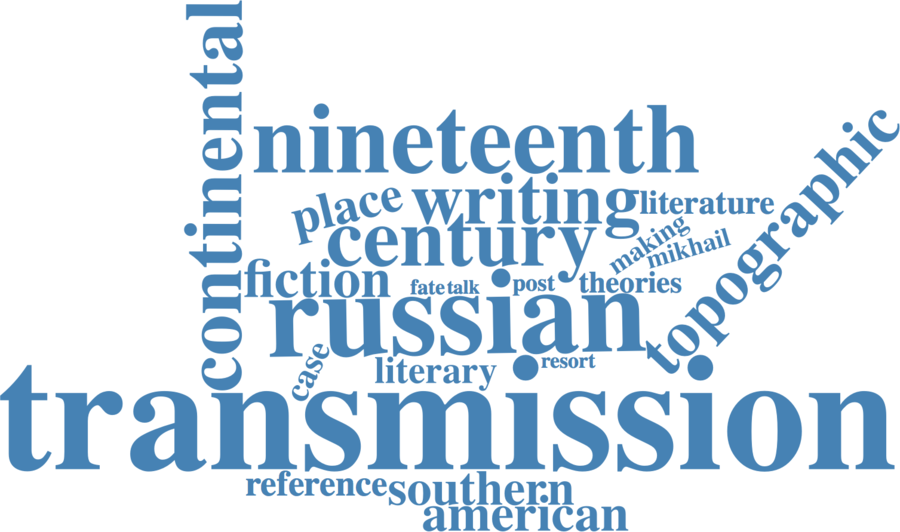 continental
nineteenth
topographic
place
writing
literature
century
making
mikhail
fiction
fate
talk
post
theories
russian
case
literary
resort
transmission
reference
southern
american